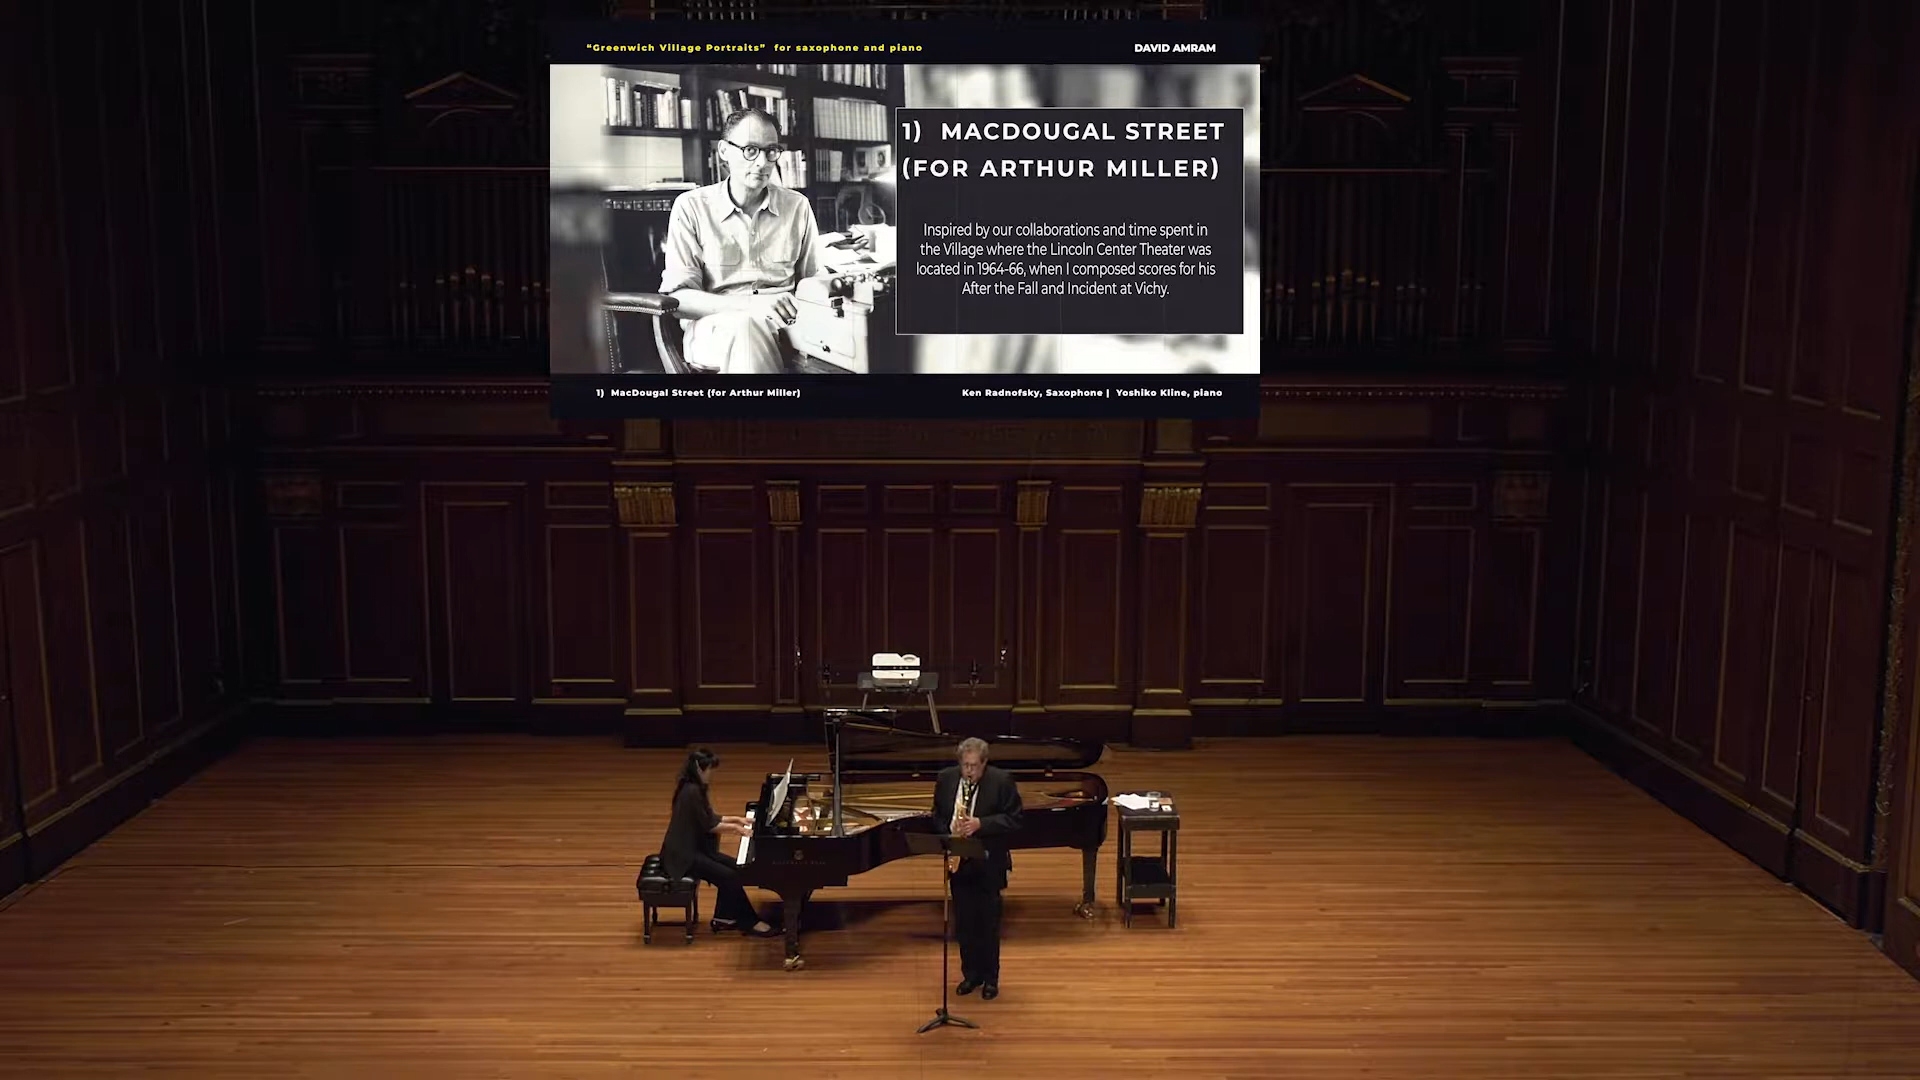 “Greenwich Village Portraits” for saxophone and piano
DAVID AMRAM
1) MACDOUGAL STREET
(FOR ARTHUR MILLER)
Inspired by our collaborations and time spent in
the Village where the Lincoln Center Theater was
located in 1964-66, when I composed scores for his
After the Fall and Incident at Vichy.
1) MacDougal Street (for Arthur Miller)
Ken Radnofsky, Saxophone | Yoshiko Kline, piano